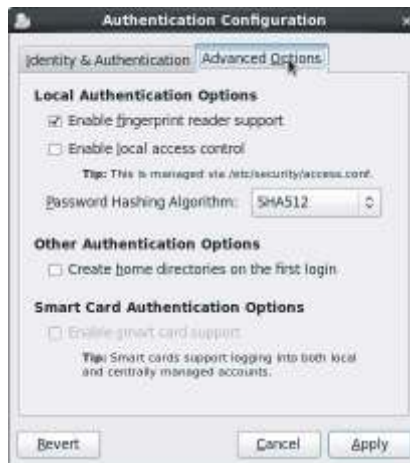 Authentication Configuration
Identity & Authentication
Advanced Options
Local Authentication Options
Enable fingerprint reader support
Enable local access control
Tip: This is managed via /etc/security/access.conf.
Password Hashing Algorithm: SHA512
Other Authentication Options
Create home directories on the first login
Smart Card Authentication Options
Enable smart card support
Tip: Smart cards support logging into both local
and centrally managed accounts.
Revert
Cancel
Apply